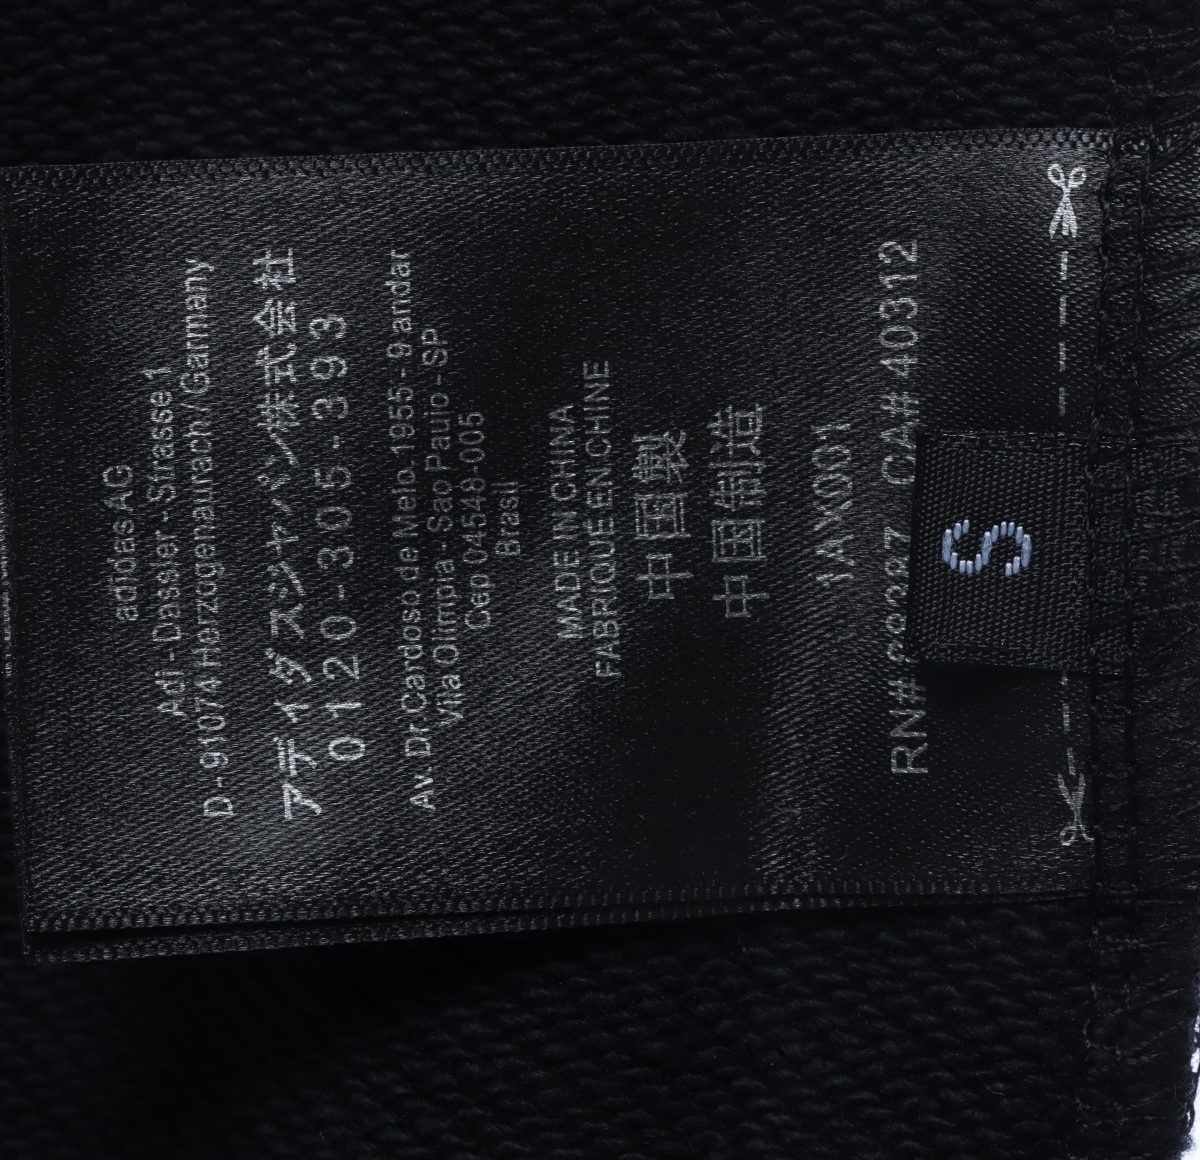 adidas AG
Adi - Dassler - Strasse 1
D - 91074 Herzogenaurach / Garmany
アディダスジャパン株式会社
0120-305-393
Av. Dr. Cardoso de Melo. 1955 - 9 andar
Vila Olimpia - Sao Paulo - SP
Cep 04548-005
Brasil
MADE IN CHINA
FABRIQUE EN CHINE
中国製
中国制造
1AX001
RN# CA# 40312
S